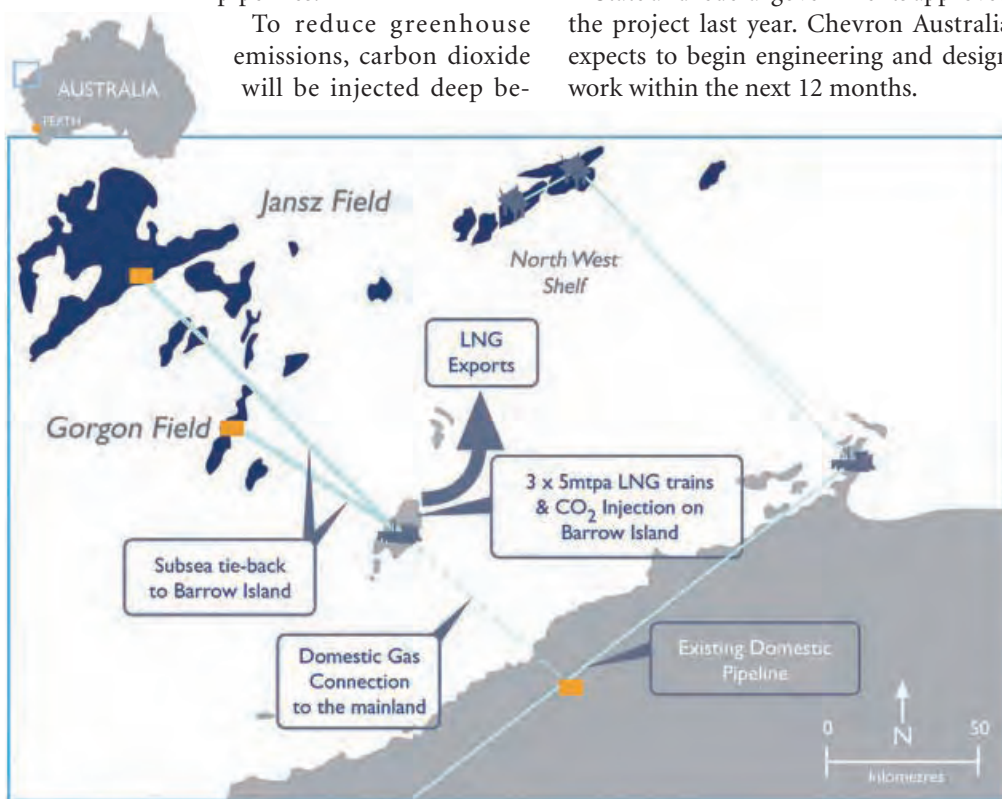 To reduce greenhouse
emissions, carbon dioxide
will be injected deep be-
the project last year. Chevron Australia
expects to begin engineering and design
work within the next 12 months.
AUSTRALIA
PERTH
Jansz Field
North West
Shelf
LNG
Exports
Gorgon Field
3 x 5mtpa LNG trains
& CO₂ Injection on
Barrow Island
Subsea tie-back
to Barrow Island
Domestic Gas
Connection
to the mainland
Existing Domestic
Pipeline
0
50
N
kilometres